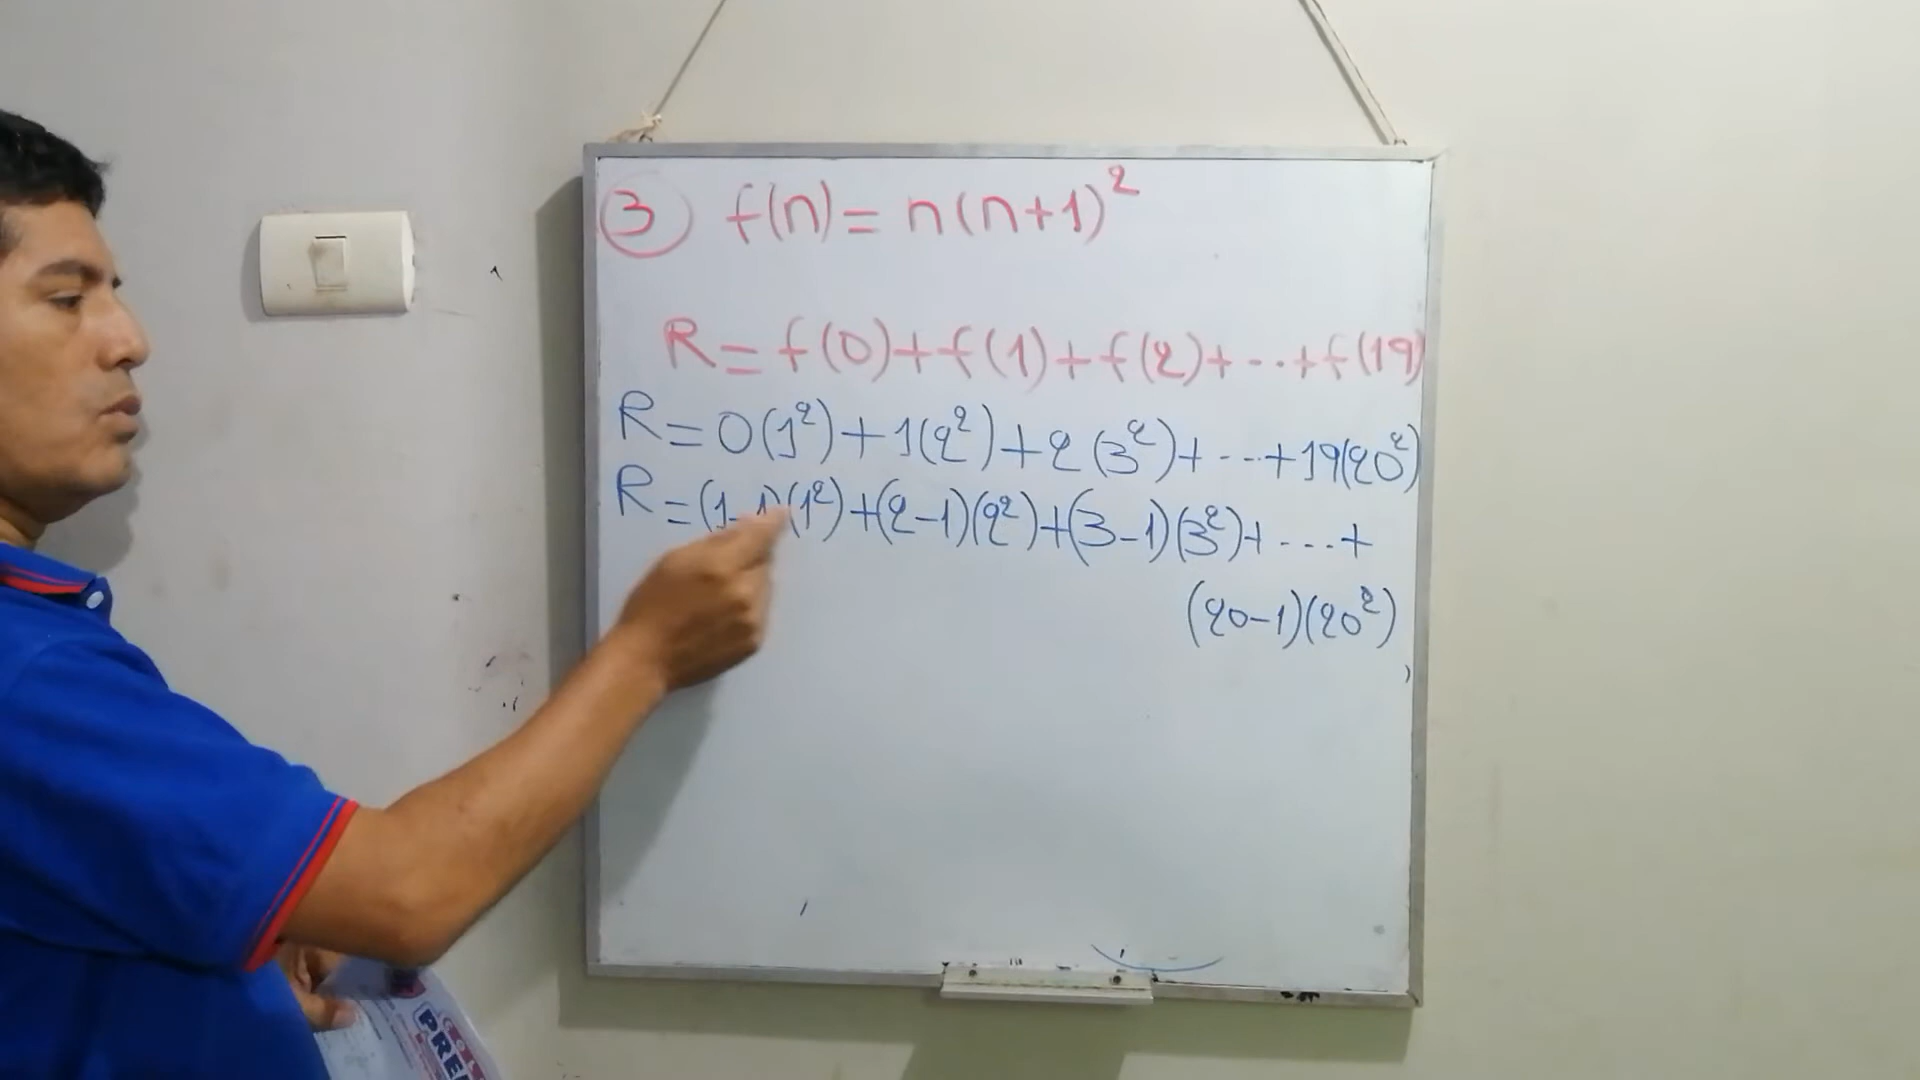 ③ f(n) = n(n+1)²
R = f(0) + f(1) + f(2) + ... + f(19)
R = 0(1²) + 1(2²) + 2(3²) + ... + 19(20²)
R = (1-1)(1²) + (2-1)(2²) + (3-1)(3²) + .... +
(20-1)(20²)